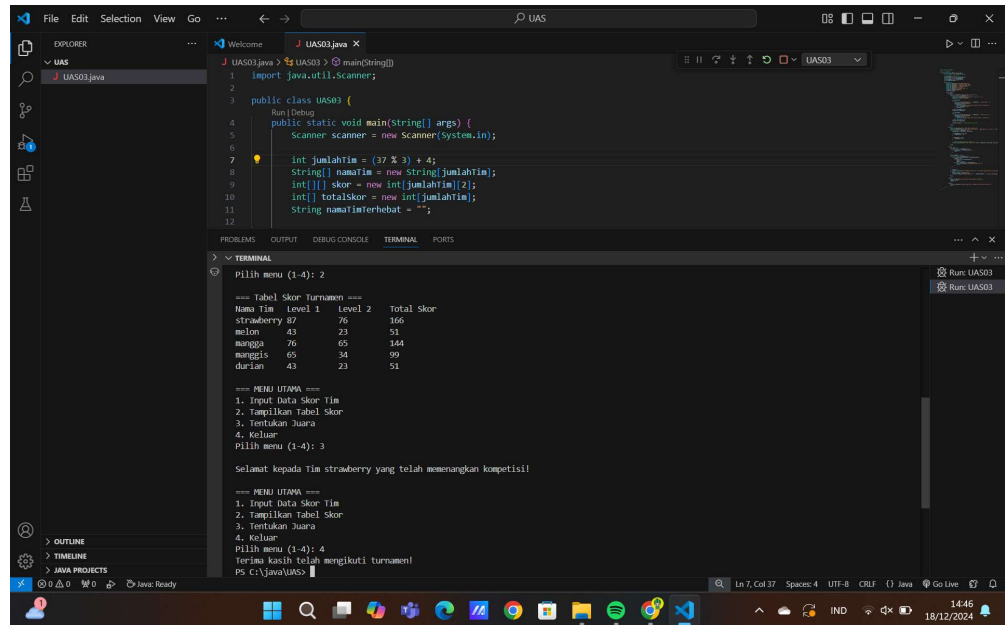 File Edit Selection View Go ··· UAS
EXPLORER ··· Welcome J UAS03.java
UAS J UAS03.java > UAS03 > main(String[]) UAS03
J UAS03.java
1 import java.util.Scanner;
2
3 public class UAS03 {
Run | Debug
4 public static void main(String[] args) {
5 Scanner scanner = new Scanner(System.in);
6
7 int jumlahTim = (37 % 3) + 4;
8 String[] namaTim = new String[jumlahTim];
9 int[][] skor = new int[jumlahTim][2];
10 int[] totalSkor = new int[jumlahTim];
11 String namaTimTerhebat = "";
12
PROBLEMS OUTPUT DEBUG CONSOLE TERMINAL PORTS
TERMINAL
Run: UAS03
Run: UAS03
Pilih menu (1-4): 2
=== Tabel Skor Turnamen ===
Nama Tim Level 1 Level 2 Total Skor
strawberry 87 76 166
melon 43 23 51
mangga 76 65 144
manggis 65 34 99
durian 43 23 51
=== MENU UTAMA ===
1. Input Data Skor Tim
2. Tampilkan Tabel Skor
3. Tentukan Juara
4. Keluar
Pilih menu (1-4): 3
Selamat kepada Tim strawberry yang telah memenangkan kompetisi!
=== MENU UTAMA ===
1. Input Data Skor Tim
2. Tampilkan Tabel Skor
3. Tentukan Juara
4. Keluar
Pilih menu (1-4): 4
Terima kasih telah mengikuti turnamen!
PS C:\java\UAS>
OUTLINE
TIMELINE
JAVA PROJECTS
0 0 0 Java: Ready Ln 7, Col 37 Spaces: 4 UTF-8 CRLF {} Java Go Live
IND 14:46
18/12/2024